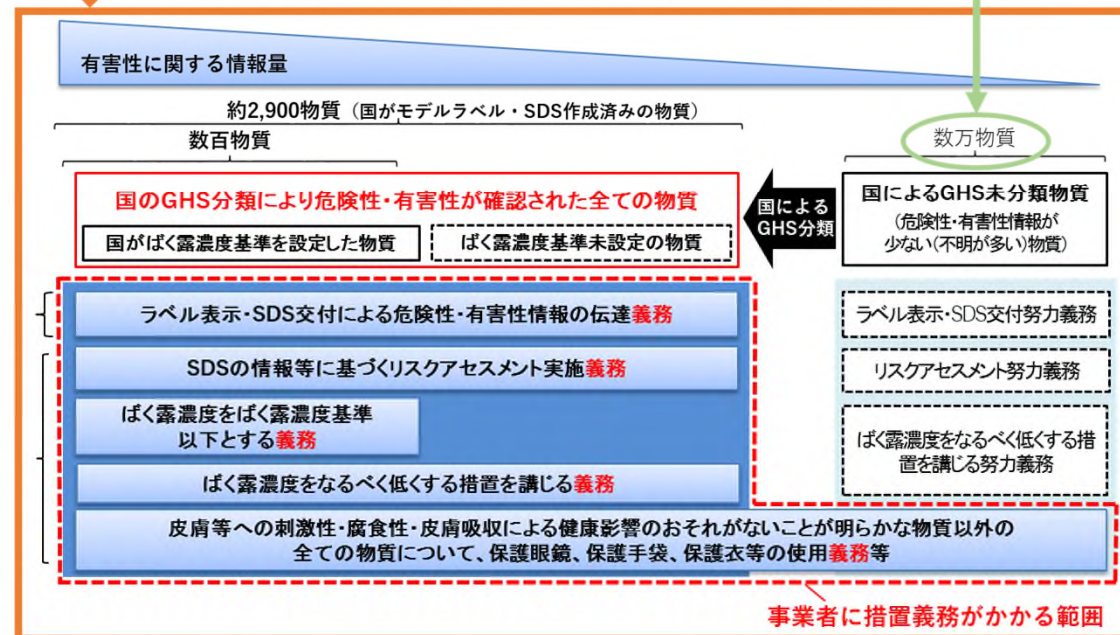 有害性に関する情報量
約2,900物質（国がモデルラベル・SDS作成済みの物質）
数百物質
数万物質
国のGHS分類により危険性・有害性が確認された全ての物質
国がばく露濃度基準を設定した物質
ばく露濃度基準未設定の物質
国による
GHS分類
国によるGHS未分類物質
(危険性・有害性情報が
少ない(不明が多い)物質)
ラベル表示・SDS交付による危険性・有害性情報の伝達義務
ラベル表示・SDS交付努力義務
SDSの情報等に基づくリスクアセスメント実施義務
リスクアセスメント努力義務
ばく露濃度をばく露濃度基準
以下とする義務
ばく露濃度をなるべく低くする措
置を講じる努力義務
ばく露濃度をなるべく低くする措置を講じる義務
皮膚等への刺激性・腐食性・皮膚吸収による健康影響のおそれがないことが明らかな物質以外の
全ての物質について、保護眼鏡、保護手袋、保護衣等の使用義務等
事業者に措置義務がかかる範囲